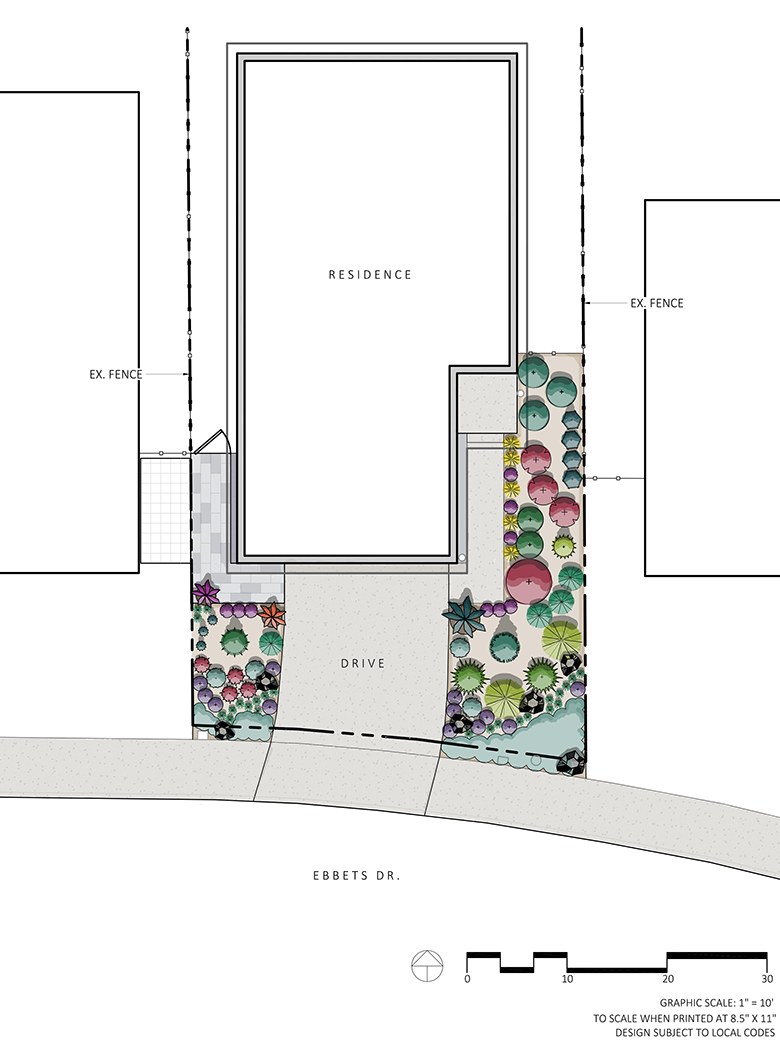 RESIDENCE
EX. FENCE
EX. FENCE
DRIVE
EBBETS DR.
0 10 20 30
GRAPHIC SCALE: 1" = 10'
TO SCALE WHEN PRINTED AT 8.5" X 11"
DESIGN SUBJECT TO LOCAL CODES